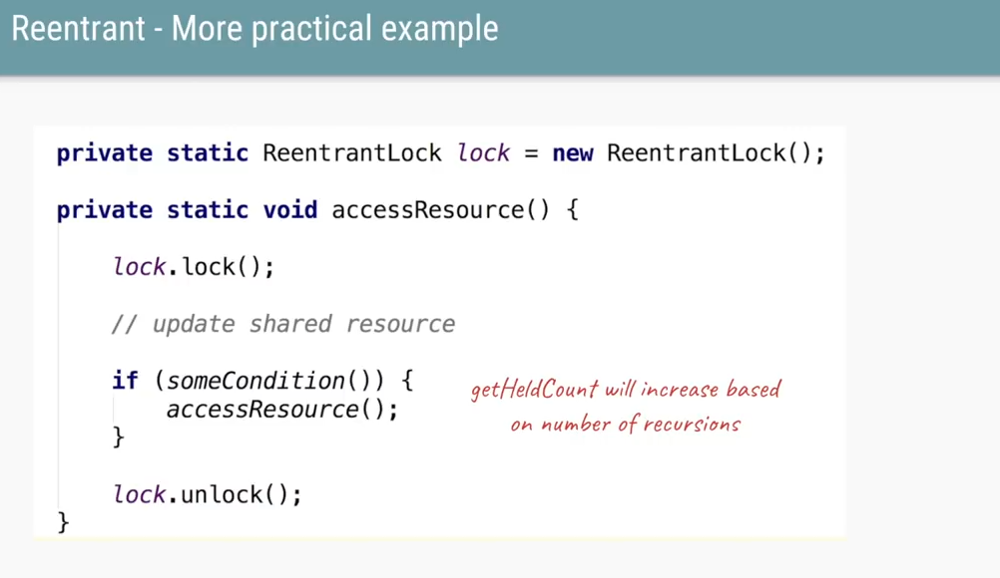 Reentrant - More practical example
private static ReentrantLock lock = new ReentrantLock();
private static void accessResource() {
lock.lock();
// update shared resource
if (someCondition()) {
accessResource();
}
getHeldCount will increase based
on number of recursions
lock.unlock();
}